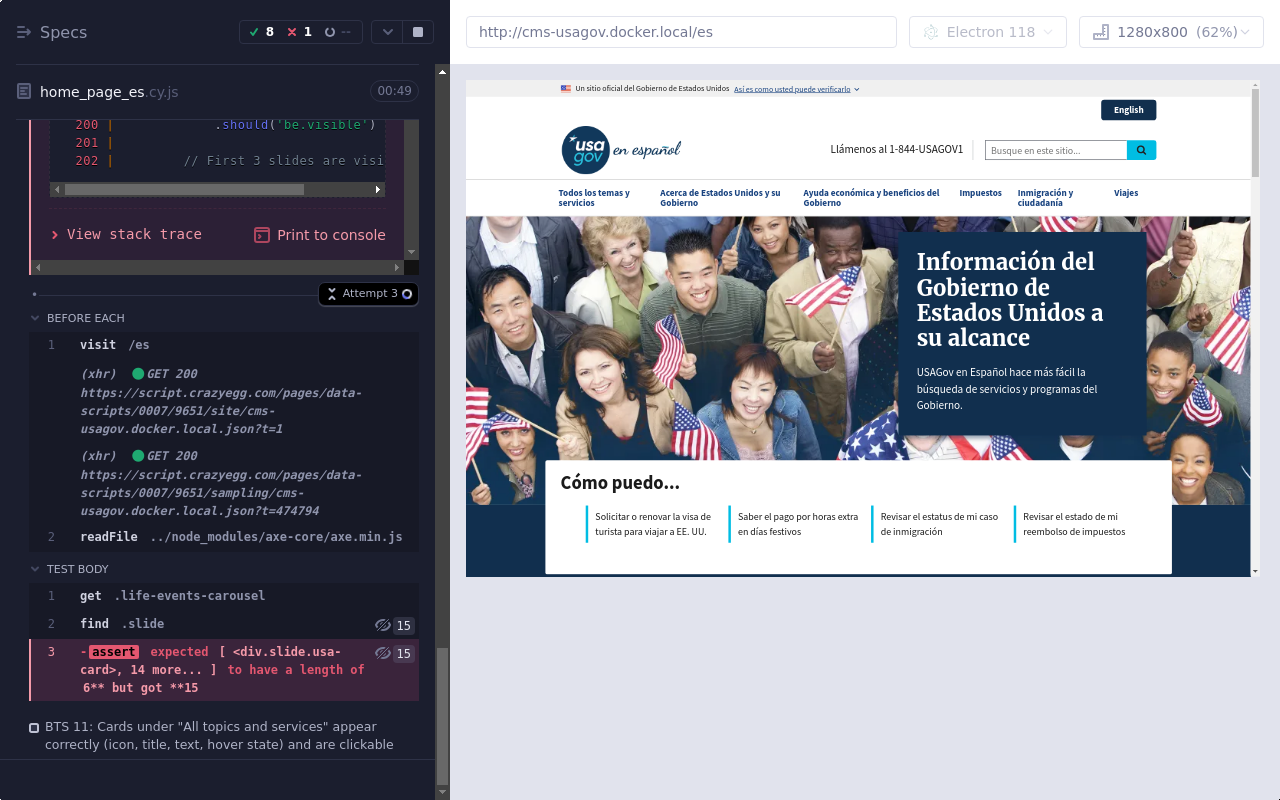 Specs
8
1
--
http://cms-usagov.docker.local/es
Electron 118
1280x800 (62%)
home_page_es.cy.js
00:49
200 | .should('be.visible')
201 |
202 | // First 3 slides are visi
View stack trace
Print to console
Attempt 3
BEFORE EACH
1 visit /es
(xhr) GET 200
https://script.crazyegg.com/pages/data-
scripts/0007/9651/site/cms-
usagov.docker.local.json?t=1
(xhr) GET 200
https://script.crazyegg.com/pages/data-
scripts/0007/9651/sampling/cms-
usagov.docker.local.json?t=474794
2 readFile ../node_modules/axe-core/axe.min.js
TEST BODY
1 get .life-events-carousel
2 find .slide 15
3 -assert expected [ <div.slide.usa- 15
card>, 14 more... ] to have a length of
6** but got **15
BTS 11: Cards under "All topics and services" appear
correctly (icon, title, text, hover state) and are clickable
Un sitio oficial del Gobierno de Estados Unidos Así es como usted puede verificarlo
English
usa
gov
en español
Llámenos al 1-844-USAGOV1
Busque en este sitio...
Todos los temas y
servicios
Acerca de Estados Unidos y su
Gobierno
Ayuda económica y beneficios del
Gobierno
Impuestos
Inmigración y
ciudadanía
Viajes
Información del
Gobierno de
Estados Unidos a
su alcance
USAGov en Español hace más fácil la
búsqueda de servicios y programas del
Gobierno.
Cómo puedo...
Solicitar o renovar la visa de
turista para viajar a EE. UU.
Saber el pago por horas extra
en días festivos
Revisar el estatus de mi caso
de inmigración
Revisar el estado de mi
reembolso de impuestos